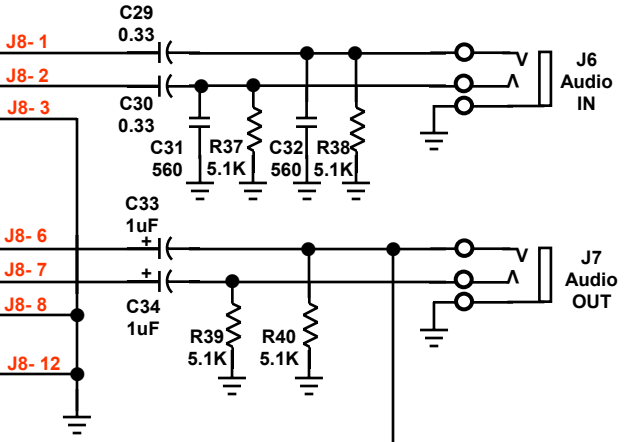 C29
0.33
J8- 1
J8- 2
J8- 3
C30
0.33
C31
560
R37
5.1K
C32
560
R38
5.1K
J6
Audio
IN
C33
1uF
+
J8- 6
+
J8- 7
C34
1uF
J8- 8
R39
5.1K
R40
5.1K
J7
Audio
OUT
J8- 12